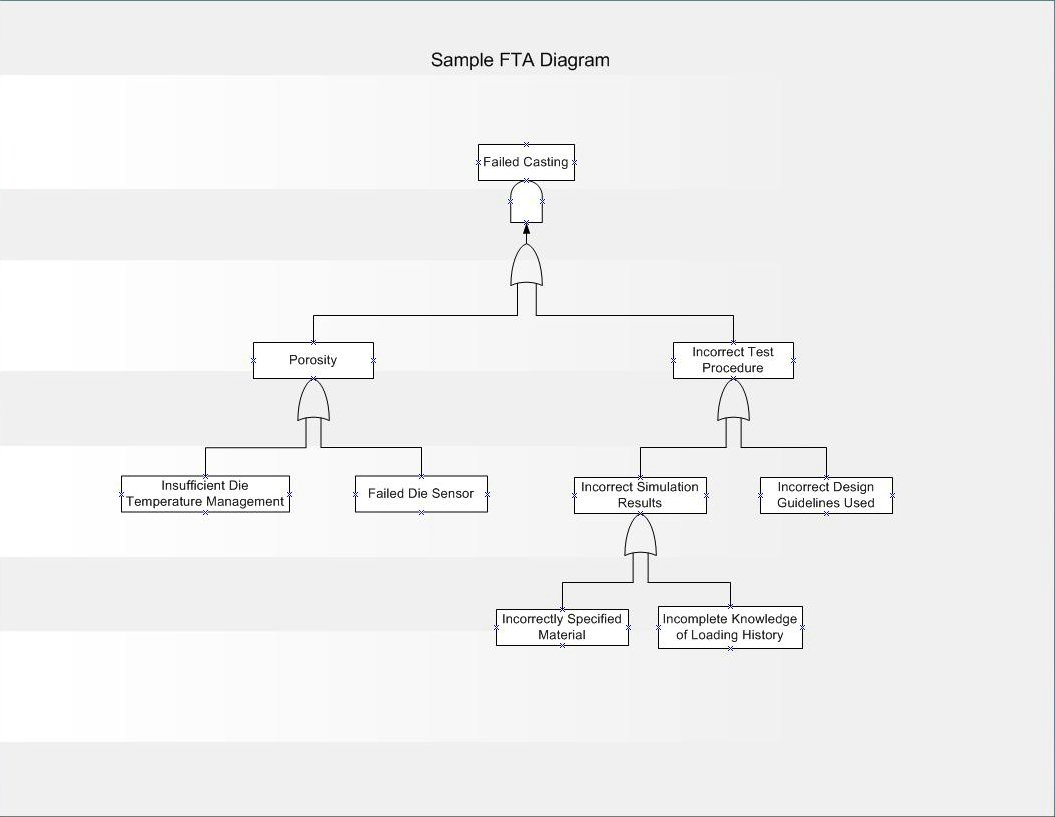 Sample FTA Diagram
Failed Casting
Porosity
Incorrect Test
Procedure
Insufficient Die
Temperature Management
Failed Die Sensor
Incorrect Simulation
Results
Incorrect Design
Guidelines Used
Incorrectly Specified
Material
Incomplete Knowledge
of Loading History